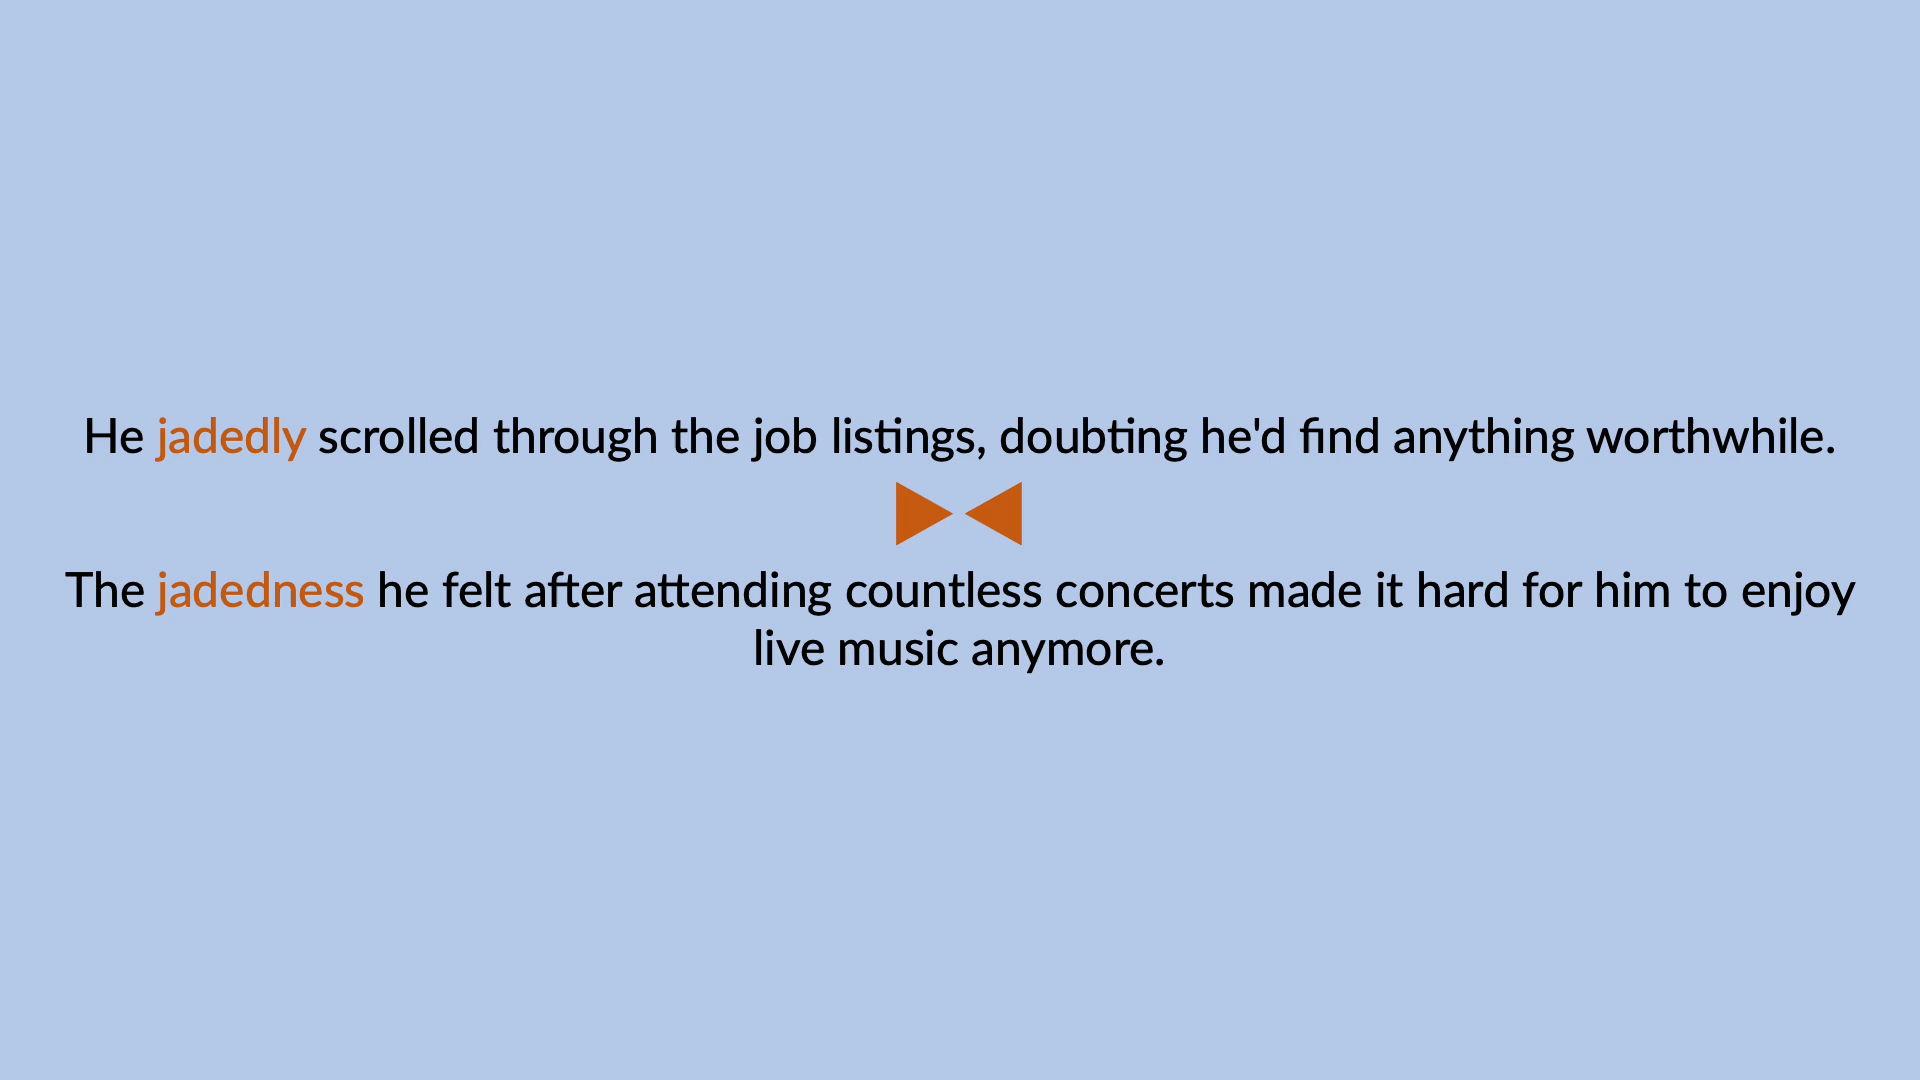 He jadedly scrolled through the job listings, doubting he'd find anything worthwhile.
The jadedness he felt after attending countless concerts made it hard for him to enjoy
live music anymore.